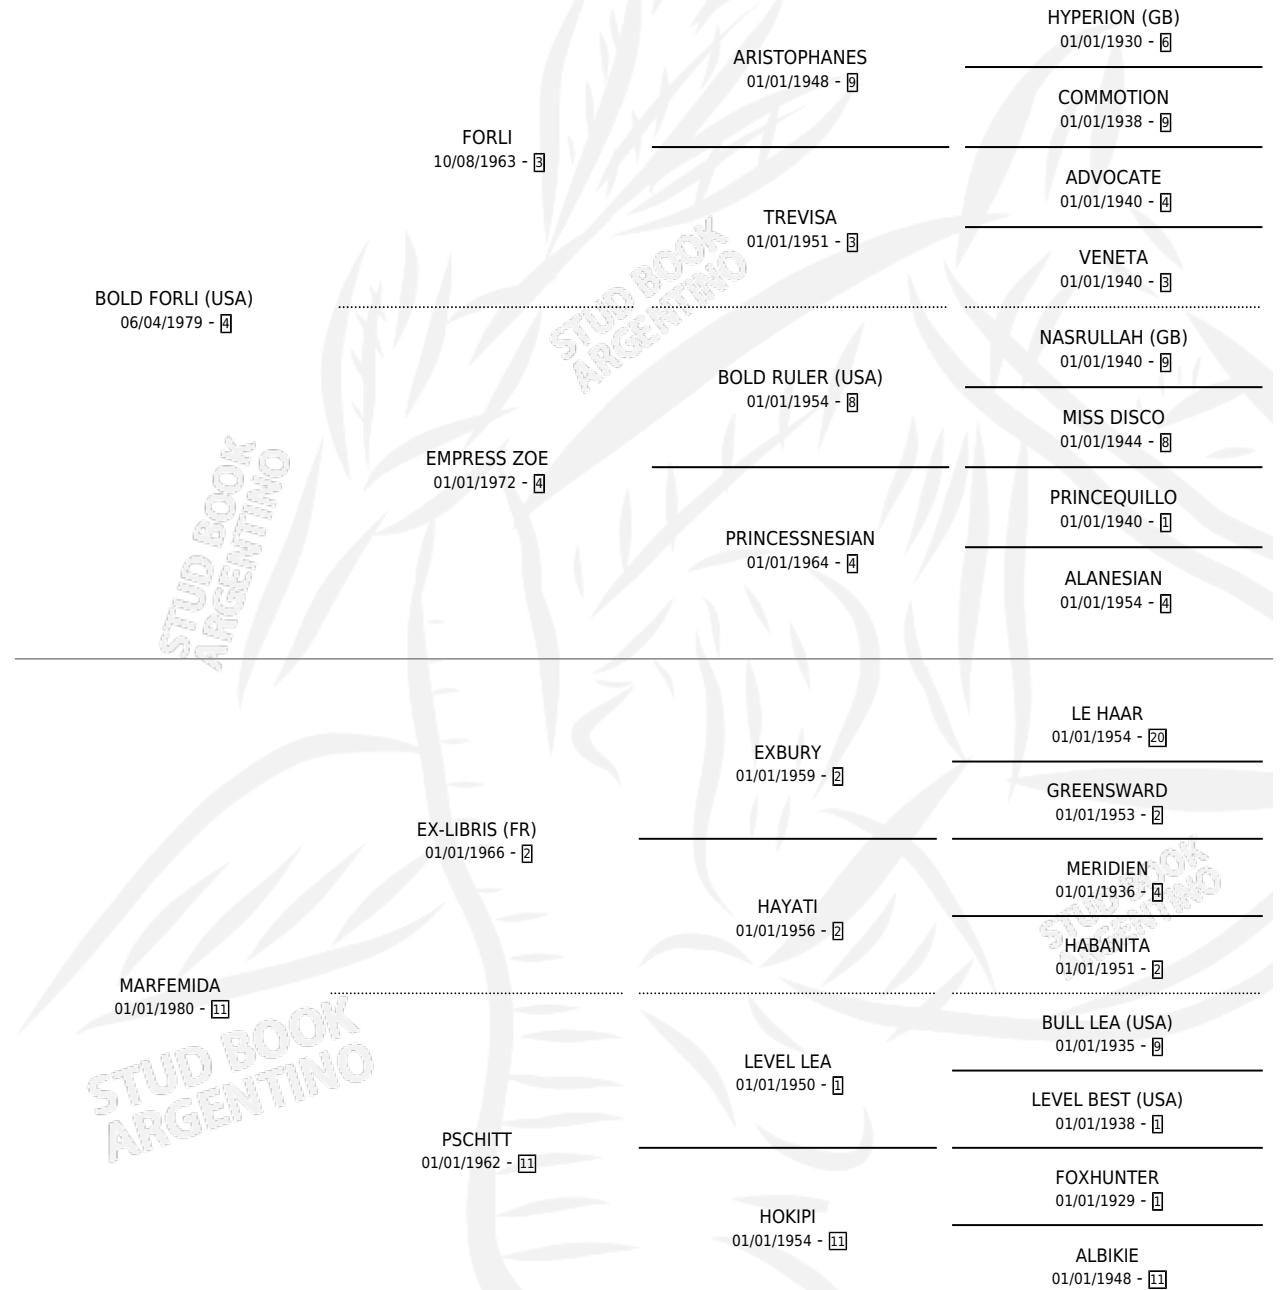 HYPERION (GB)
01/01/1930 - 6
ARISTOPHANES
01/01/1948 - 9
COMMOTION
01/01/1938 - 9
FORLI
10/08/1963 - 3
ADVOCATE
01/01/1940 - 4
TREVISA
01/01/1951 - 3
VENETA
01/01/1940 - 3
BOLD FORLI (USA)
06/04/1979 - 4
NASRULLAH (GB)
01/01/1940 - 9
BOLD RULER (USA)
01/01/1954 - 8
MISS DISCO
01/01/1944 - 8
EMPRESS ZOE
01/01/1972 - 4
PRINCEQUILLO
01/01/1940 - 1
PRINCESSNESIAN
01/01/1964 - 4
ALANESIAN
01/01/1954 - 4
LE HAAR
01/01/1954 - 20
EXBURY
01/01/1959 - 2
GREENSWARD
01/01/1953 - 2
EX-LIBRIS (FR)
01/01/1966 - 2
MERIDIEN
01/01/1936 - 4
HAYATI
01/01/1956 - 2
HABANITA
01/01/1951 - 2
MARFEMIDA
01/01/1980 - 11
BULL LEA (USA)
01/01/1935 - 9
LEVEL LEA
01/01/1950 - 1
LEVEL BEST (USA)
01/01/1938 - 1
PSCHITT
01/01/1962 - 11
FOXHUNTER
01/01/1929 - 1
HOKIPI
01/01/1954 - 11
ALBIKIE
01/01/1948 - 11
STUD BOOK
ARGENTINO
STUD BOOK
ARGENTINO
STUD BOOK
ARGENTINO
STUD BOOK
ARGENTINO